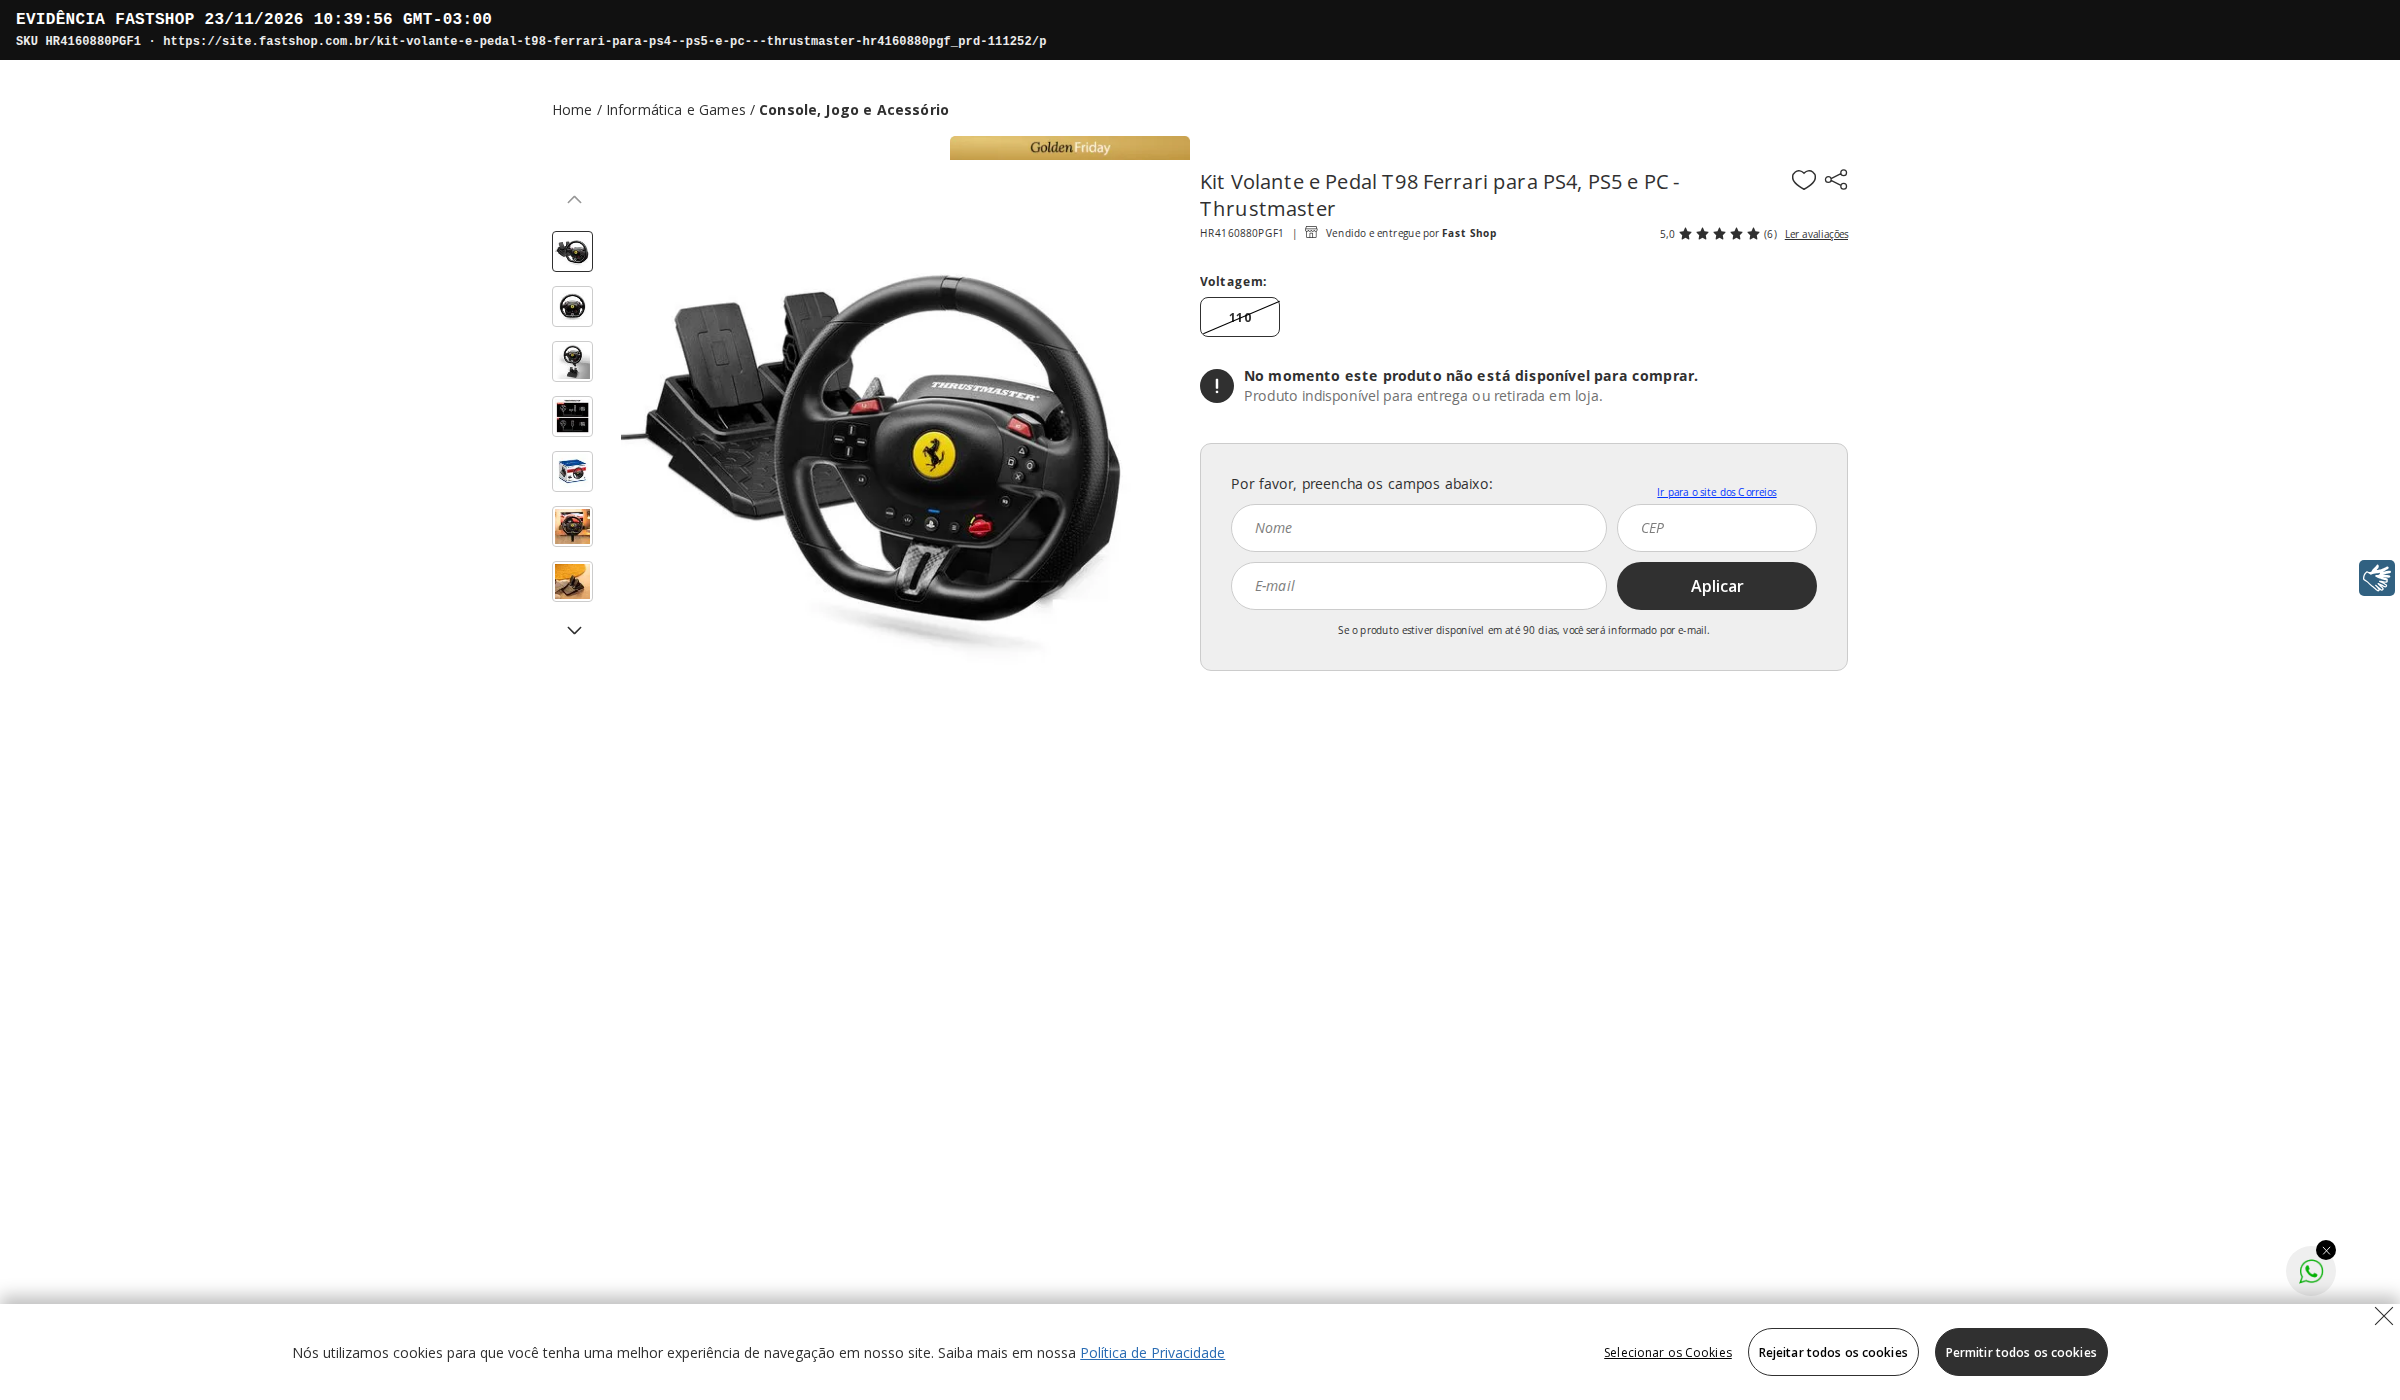 EVIDÊNCIA FASTSHOP 23/11/2026 10:39:56 GMT-03:00
SKU HR4160880PGF1 · https://site.fastshop.com.br/kit-volante-e-pedal-t98-ferrari-para-ps4--ps5-e-pc---thrustmaster-hr4160880pgf_prd-111252/p
Home / Informática e Games / Console, Jogo e Acessório
Golden Friday
Kit Volante e Pedal T98 Ferrari para PS4, PS5 e PC -
Thrustmaster
HR4160880PGF1 | Vendido e entregue por Fast Shop
5,0 (6) Ler avaliações
Voltagem:
110
THRUSTMASTER
No momento este produto não está disponível para comprar.
Produto indisponível para entrega ou retirada em loja.
Por favor, preencha os campos abaixo:
Ir para o site dos Correios
Nome
CEP
E-mail
Aplicar
Se o produto estiver disponível em até 90 dias, você será informado por e-mail.
Nós utilizamos cookies para que você tenha uma melhor experiência de navegação em nosso site. Saiba mais em nossa Política de Privacidade
Selecionar os Cookies
Rejeitar todos os cookies
Permitir todos os cookies